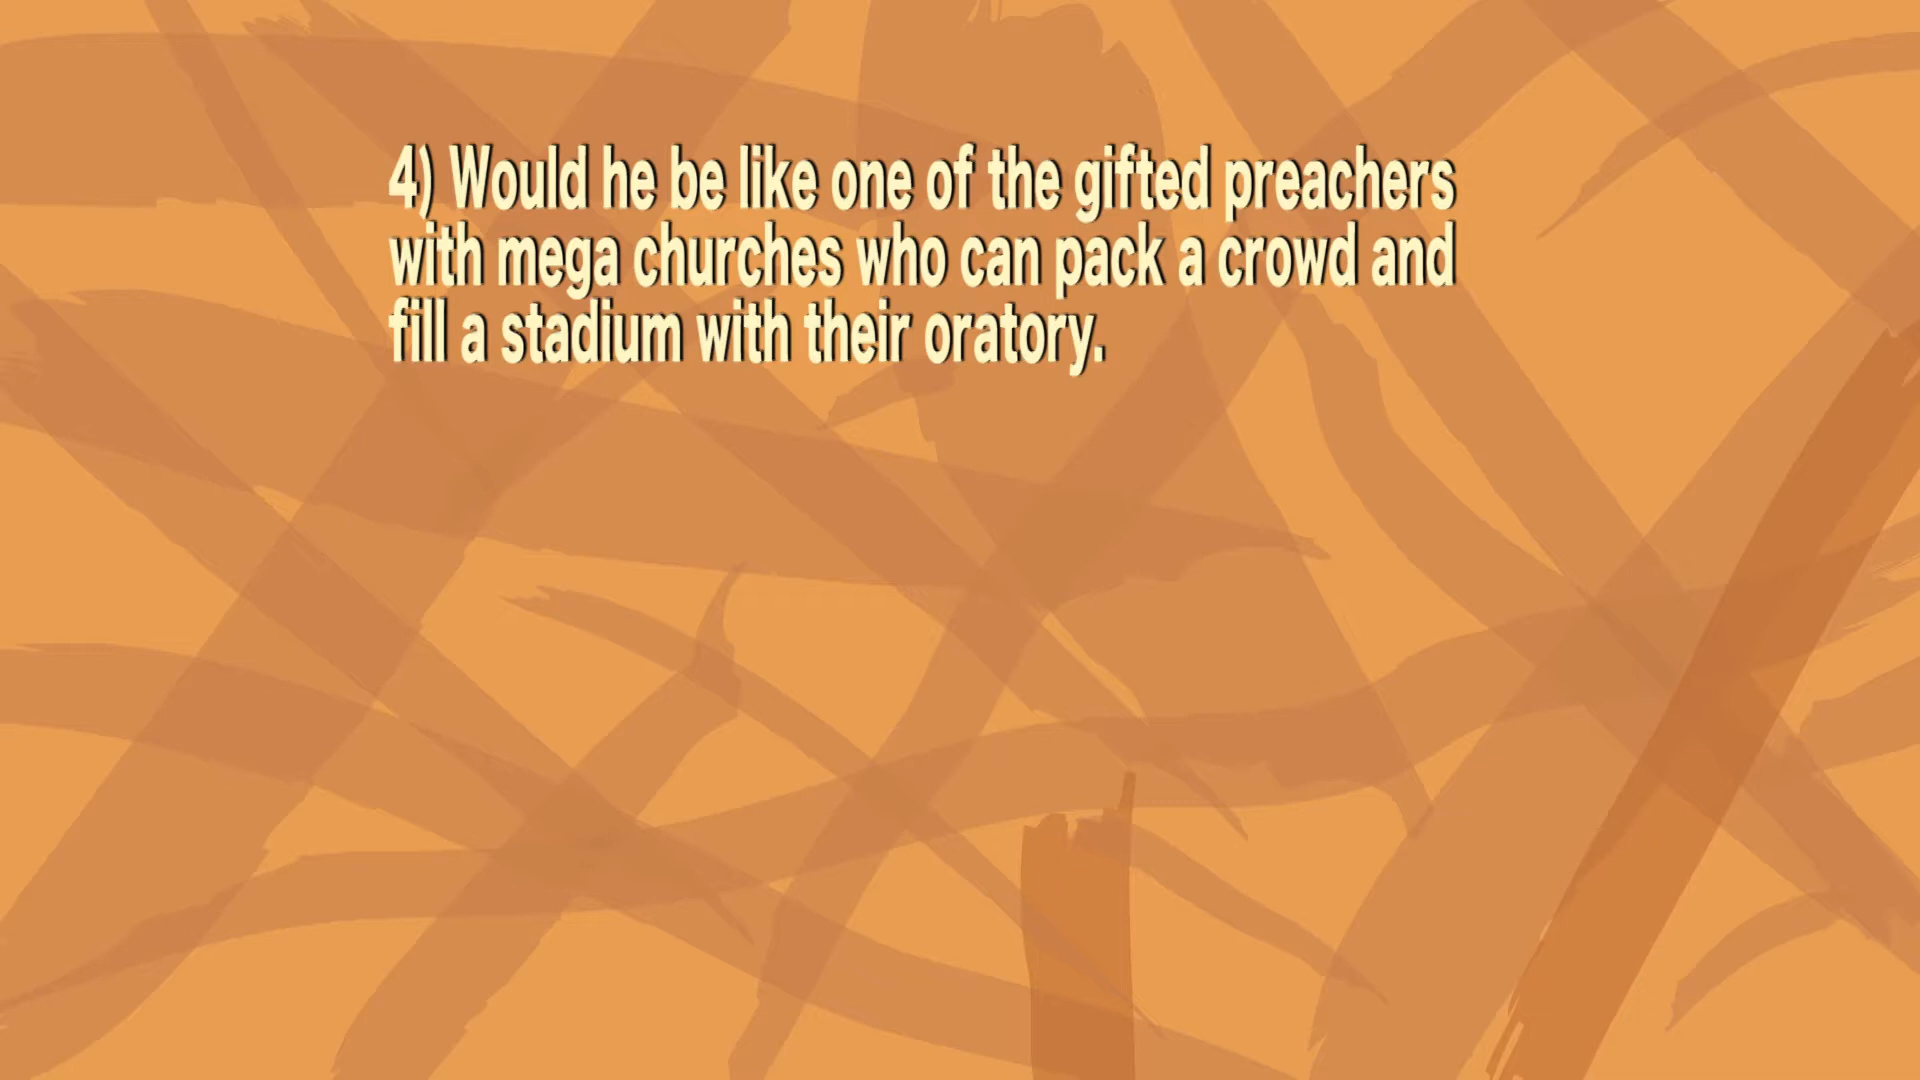 4) Would he be like one of the gifted preachers
with mega churches who can pack a crowd and
fill a stadium with their oratory.